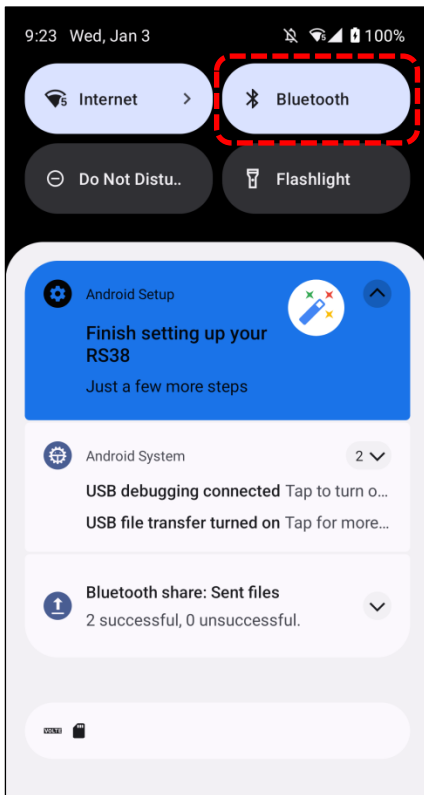 9:23 Wed, Jan 3 5 100%
5 Internet Bluetooth
Do Not Distu.. Flashlight
Android Setup
Finish setting up your
RS38
Just a few more steps
Android System 2
USB debugging connected Tap to turn o...
USB file transfer turned on Tap for more...
Bluetooth share: Sent files
2 successful, 0 unsuccessful.
VOLTE